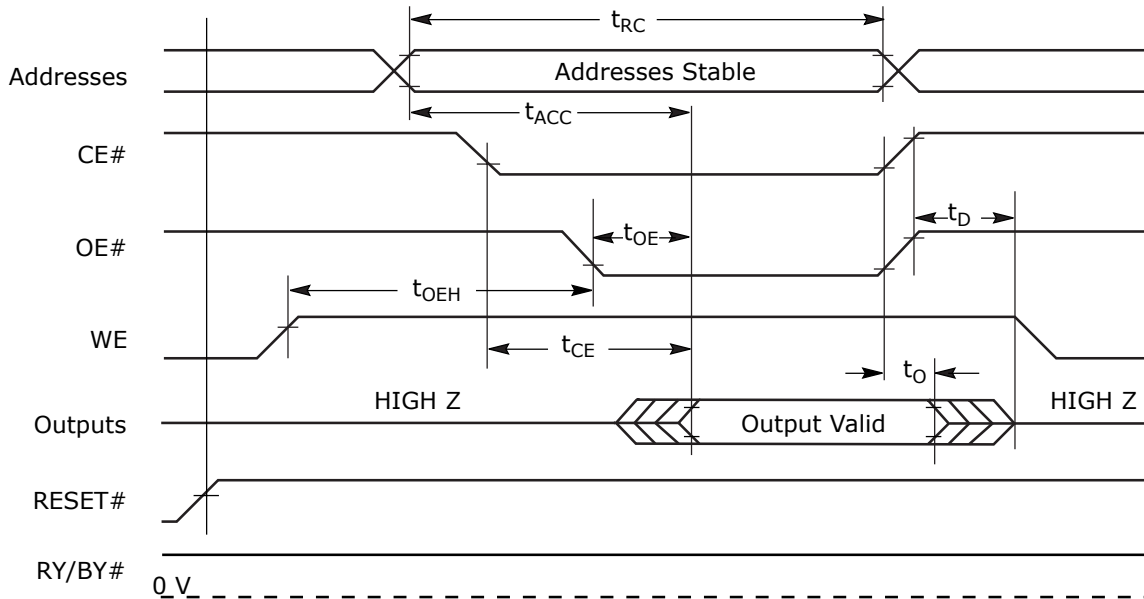 tRC
Addresses
Addresses Stable
tACC
CE#
tD
OE#
tOE
tOEH
WE
tCE
tO
HIGH Z
HIGH Z
Outputs
Output Valid
RESET#
RY/BY#
0 V